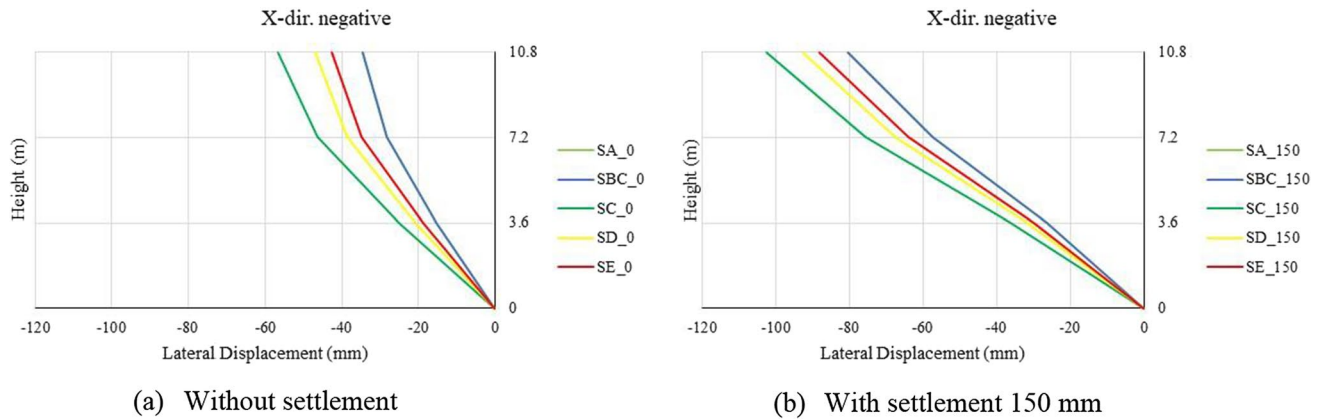 X-dir. negative
10.8
7.2
3.6
0
Height (m)
-120 -100 -80 -60 -40 -20 0
Lateral Displacement (mm)
SA_0
SBC_0
SC_0
SD_0
SE_0
(a) Without settlement
X-dir. negative
10.8
7.2
3.6
0
Height (m)
-120 -100 -80 -60 -40 -20 0
Lateral Displacement (mm)
SA_150
SBC_150
SC_150
SD_150
SE_150
(b) With settlement 150 mm